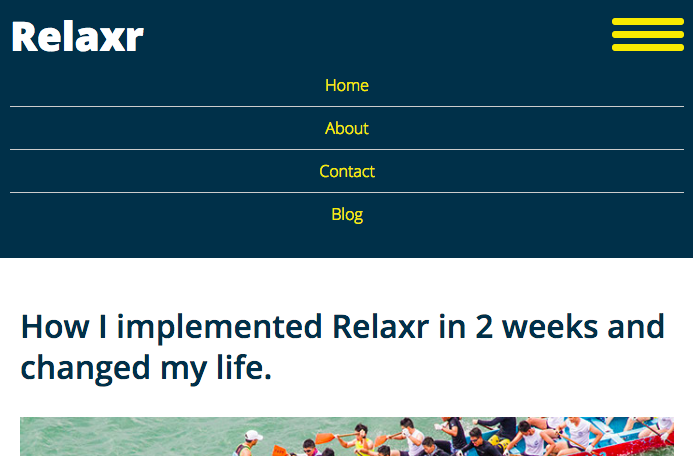 Relaxr
Home
About
Contact
Blog
How I implemented Relaxr in 2 weeks and
changed my life.